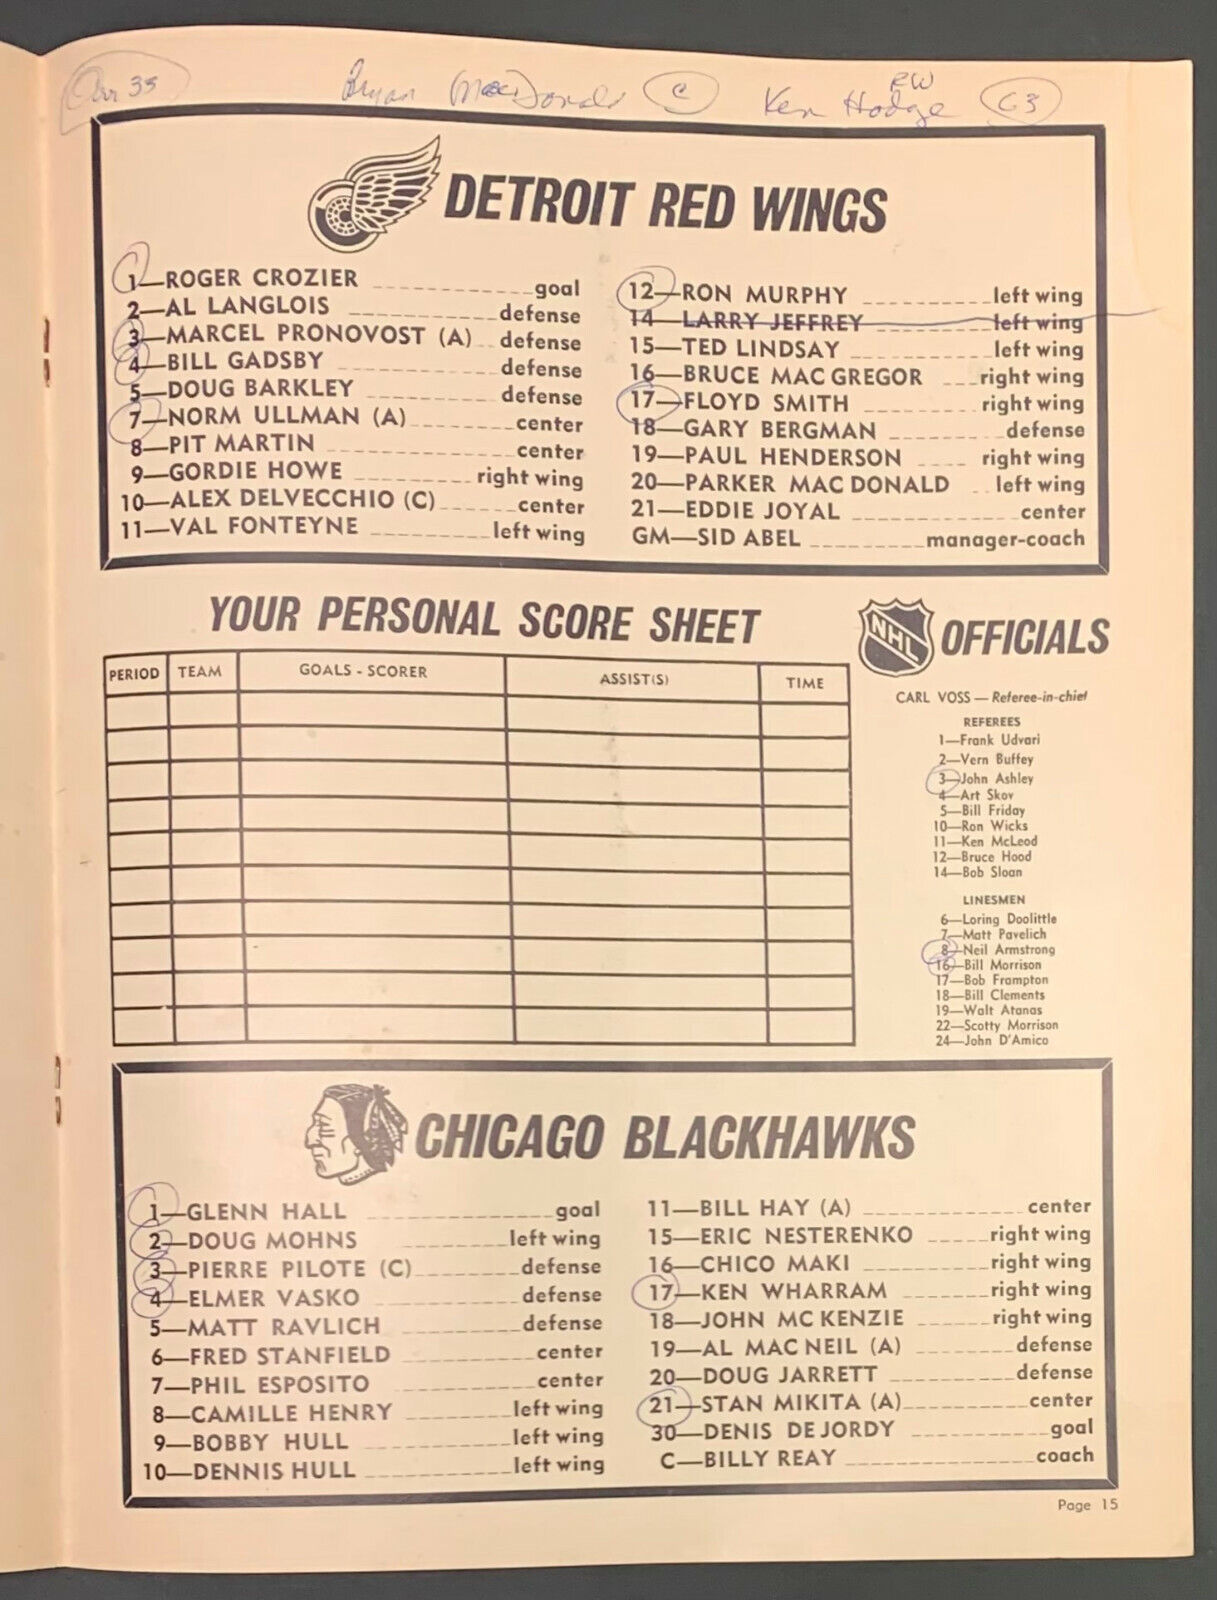 35 Bryan MacDonald C Ken Hodge RW 63
DETROIT RED WINGS
1—ROGER CROZIER goal
2—AL LANGLOIS defense
3—MARCEL PRONOVOST (A) defense
4—BILL GADSBY defense
5—DOUG BARKLEY defense
7—NORM ULLMAN (A) center
8—PIT MARTIN center
9—GORDIE HOWE right wing
10—ALEX DELVECCHIO (C) center
11—VAL FONTEYNE left wing
12—RON MURPHY left wing
14—LARRY JEFFREY left wing
15—TED LINDSAY left wing
16—BRUCE MAC GREGOR right wing
17—FLOYD SMITH right wing
18—GARY BERGMAN defense
19—PAUL HENDERSON right wing
20—PARKER MAC DONALD left wing
21—EDDIE JOYAL center
GM—SID ABEL manager-coach
YOUR PERSONAL SCORE SHEET
PERIOD TEAM GOALS - SCORER ASSIST(S) TIME
NHL OFFICIALS
CARL VOSS — Referee-in-chief
REFEREES
1—Frank Udvari
2—Vern Buffey
3—John Ashley
4—Art Skov
5—Bill Friday
10—Ron Wicks
11—Ken McLeod
12—Bruce Hood
14—Bob Sloan
LINESMEN
6—Loring Doolittle
7—Matt Pavelich
8—Neil Armstrong
16—Bill Morrison
17—Bob Frampton
18—Bill Clements
19—Walt Atanas
22—Scotty Morrison
24—John D'Amico
CHICAGO BLACKHAWKS
1—GLENN HALL goal
2—DOUG MOHNS left wing
3—PIERRE PILOTE (C) defense
4—ELMER VASKO defense
5—MATT RAVLICH defense
6—FRED STANFIELD center
7—PHIL ESPOSITO center
8—CAMILLE HENRY left wing
9—BOBBY HULL left wing
10—DENNIS HULL left wing
11—BILL HAY (A) center
15—ERIC NESTERENKO right wing
16—CHICO MAKI right wing
17—KEN WHARRAM right wing
18—JOHN MC KENZIE right wing
19—AL MAC NEIL (A) defense
20—DOUG JARRETT defense
21—STAN MIKITA (A) center
30—DENIS DE JORDY goal
C—BILLY REAY coach
Page 15